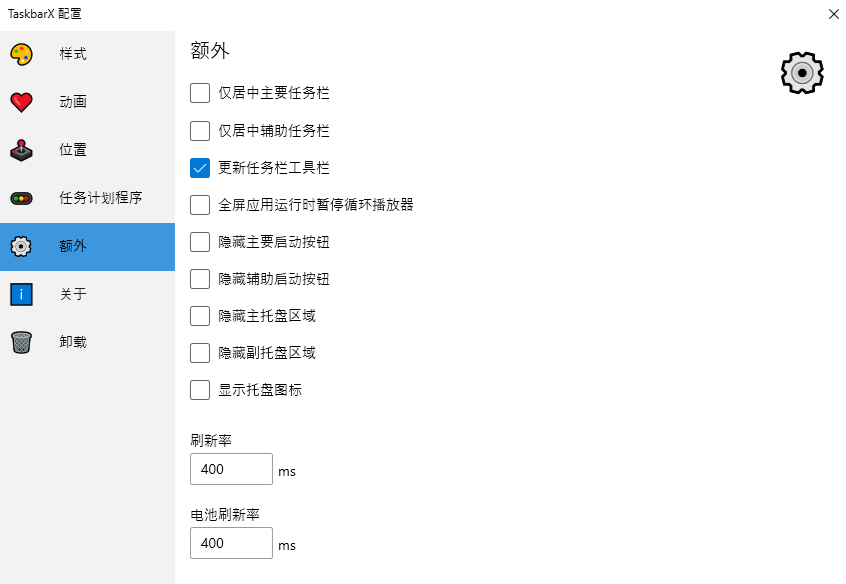 TaskbarX 配置
样式
动画
位置
任务计划程序
额外
关于
卸载
额外
仅居中主要任务栏
仅居中辅助任务栏
更新任务栏工具栏
全屏应用运行时暂停循环播放器
隐藏主要启动按钮
隐藏辅助启动按钮
隐藏主托盘区域
隐藏副托盘区域
显示托盘图标
刷新率
400 ms
电池刷新率
400 ms